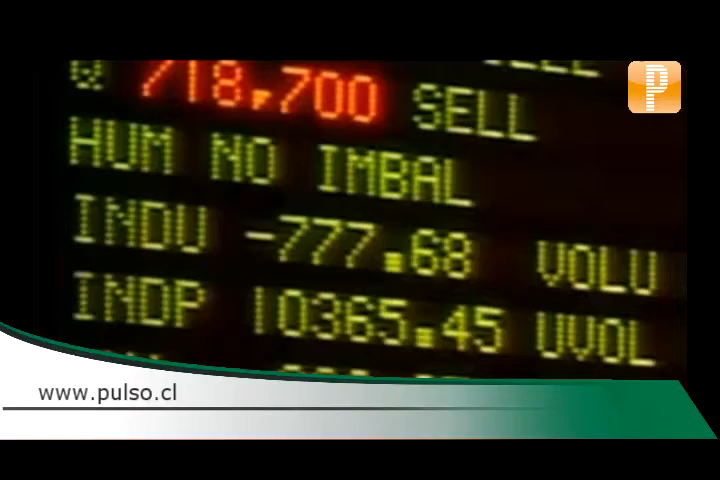 718,700 SELL
HUM NO IMBAL
INDU -777.68 VOLU
INDP 10365.45 UVOL
www.pulso.cl
P